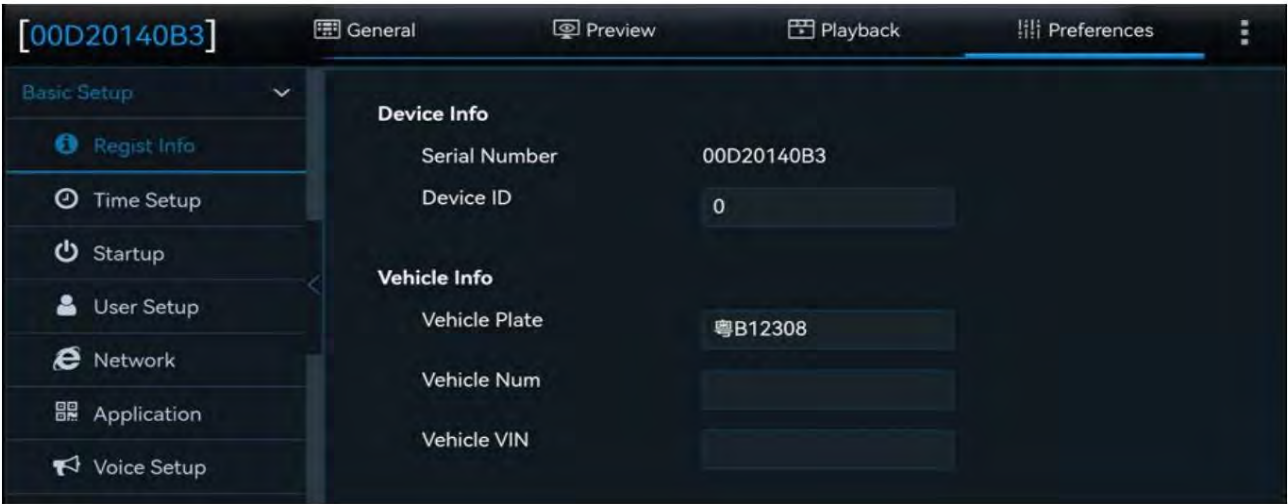 [00D20140B3]
General
Preview
Playback
Preferences
Basic Setup
Regist Info
Time Setup
Startup
User Setup
Network
Application
Voice Setup
Device Info
Serial Number 00D20140B3
Device ID 0
Vehicle Info
Vehicle Plate 粤B12308
Vehicle Num
Vehicle VIN